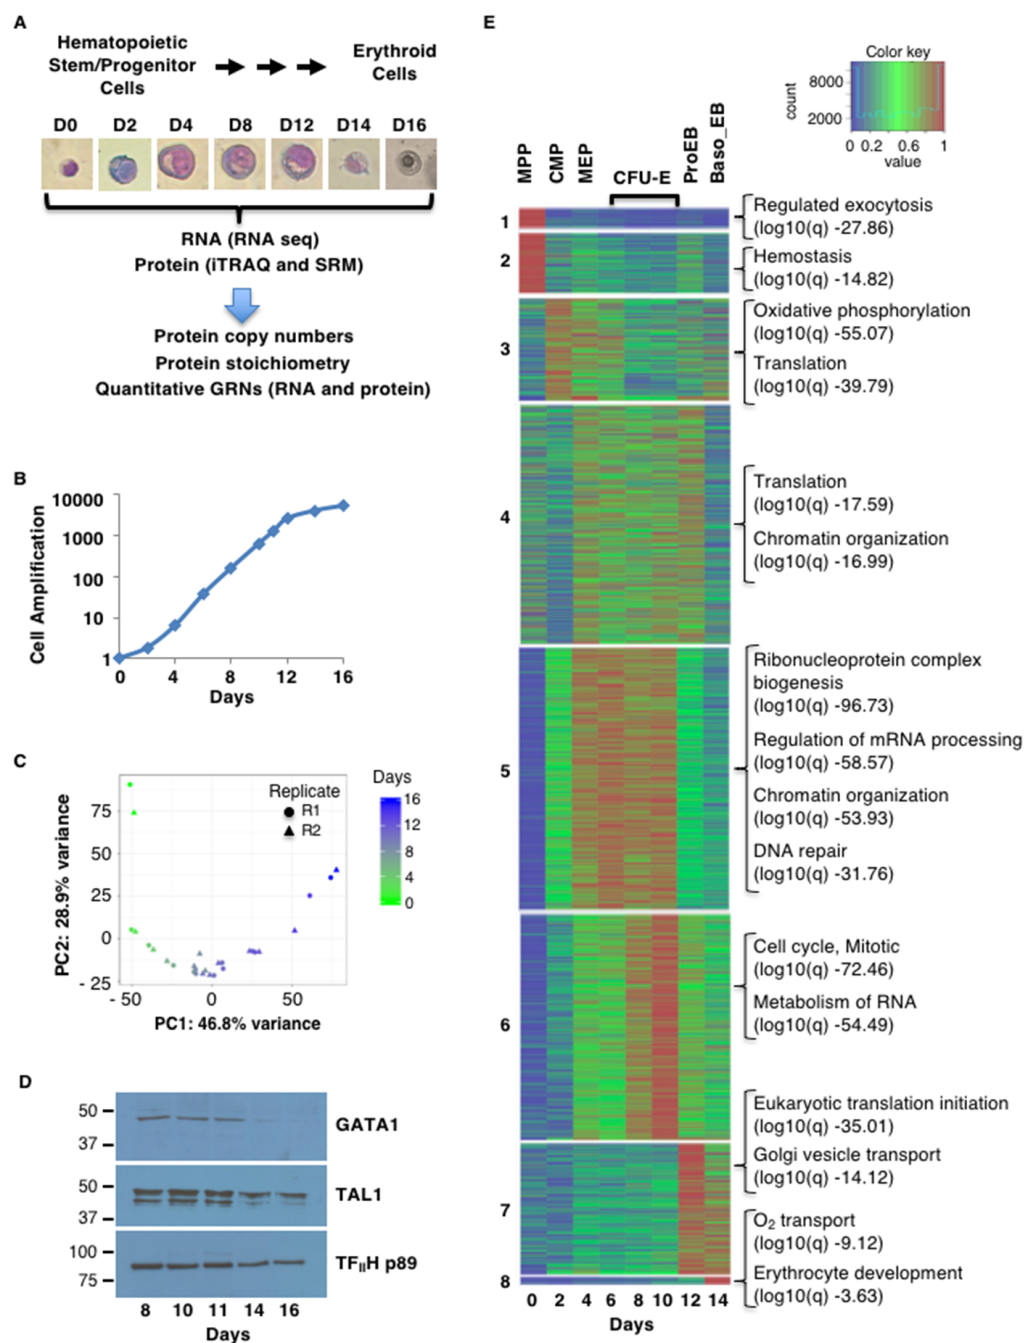 A
Hematopoietic
Stem/Progenitor
Cells
Erythroid
Cells
D0 D2 D4 D8 D12 D14 D16
RNA (RNA seq)
Protein (iTRAQ and SRM)
Protein copy numbers
Protein stoichiometry
Quantitative GRNs (RNA and protein)
B
Cell Amplification
10000
1000
100
10
1
0 4 8 12 16
Days
C
PC2: 28.9% variance
75
50
25
0
- 25
- 50 0 50
PC1: 46.8% variance
Replicate
R1
R2
Days
16
12
8
4
0
D
50
37
GATA1
50
37
TAL1
100
75
TFIIH p89
8 10 11 14 16
Days
E
Color key
count
8000
2000
0 0.2 0.6 1
value
MPP CMP MEP CFU-E ProEB Baso_EB
1
2
3
4
5
6
7
8
Regulated exocytosis
(log10(q) -27.86)
Hemostasis
(log10(q) -14.82)
Oxidative phosphorylation
(log10(q) -55.07)
Translation
(log10(q) -39.79)
Translation
(log10(q) -17.59)
Chromatin organization
(log10(q) -16.99)
Ribonucleoprotein complex
biogenesis
(log10(q) -96.73)
Regulation of mRNA processing
(log10(q) -58.57)
Chromatin organization
(log10(q) -53.93)
DNA repair
(log10(q) -31.76)
Cell cycle, Mitotic
(log10(q) -72.46)
Metabolism of RNA
(log10(q) -54.49)
Eukaryotic translation initiation
(log10(q) -35.01)
Golgi vesicle transport
(log10(q) -14.12)
O₂ transport
(log10(q) -9.12)
Erythrocyte development
(log10(q) -3.63)
0 2 4 6 8 10 12 14
Days